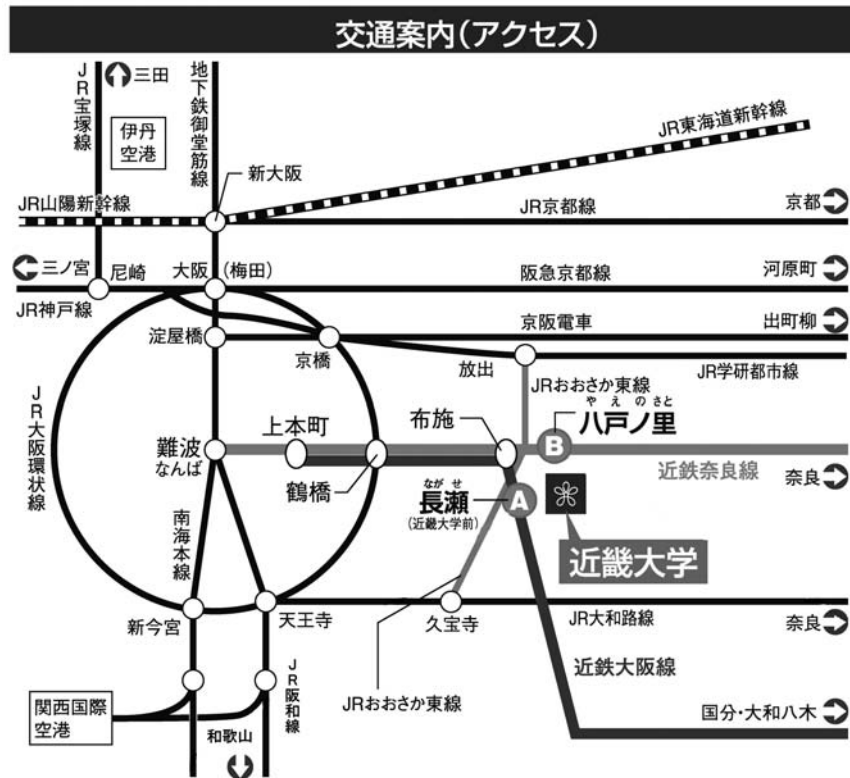 交通案内(アクセス)
JR宝塚線
三田
地下鉄御堂筋線
伊丹
空港
新大阪
JR東海道新幹線
JR山陽新幹線
JR京都線
京都
三ノ宮
尼崎
大阪(梅田)
阪急京都線
河原町
JR神戸線
淀屋橋
京橋
京阪電車
出町柳
放出
JRおおさか東線
JR学研都市線
JR大阪環状線
難波
なんば
上本町
鶴橋
布施
やえのさと
八戸ノ里
B
近鉄奈良線
奈良
ながせ
長瀬
(近畿大学前)
A
近畿大学
南海本線
新今宮
天王寺
久宝寺
JR大和路線
奈良
近鉄大阪線
JR阪和線
JRおおさか東線
関西国際
空港
和歌山
国分・大和八木